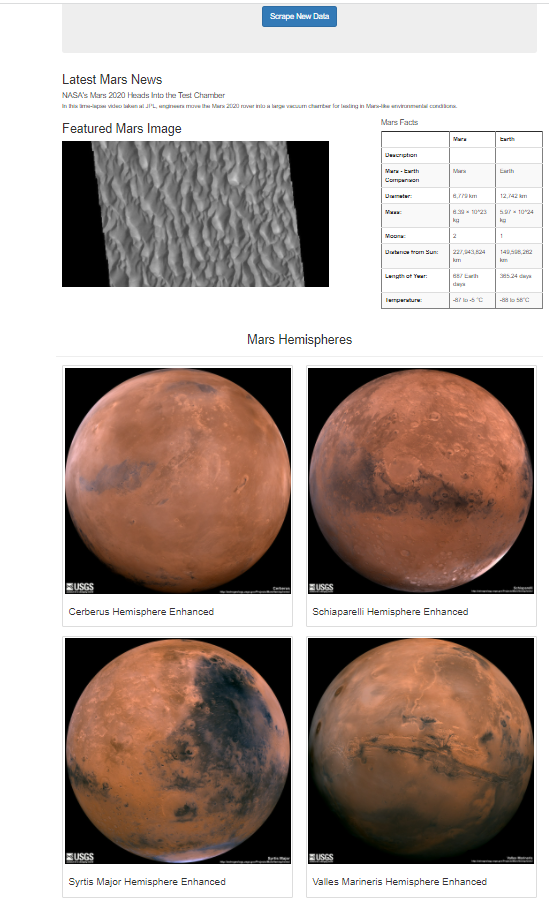 Scrape New Data
Latest Mars News
NASA's Mars 2020 Heads Into the Test Chamber
In this time-lapse video taken at JPL, engineers move the Mars 2020 rover into a large vacuum chamber for testing in Mars-like environmental conditions.
Featured Mars Image
Mars Facts
Mars Earth
Description
Mars - Earth Comparison Mars Earth
Diameter: 6,779 km 12,742 km
Mass: 6.39 × 10^23 kg 5.97 × 10^24 kg
Moons: 2 1
Distance from Sun: 227,943,824 km 149,598,262 km
Length of Year: 687 Earth days 365.24 days
Temperature: -87 to -5 °C -88 to 58°C
Mars Hemispheres
USGS Cerberus
USGS Schiaparelli
Cerberus Hemisphere Enhanced
Schiaparelli Hemisphere Enhanced
USGS Syrtis Major
USGS Valles Marineris
Syrtis Major Hemisphere Enhanced
Valles Marineris Hemisphere Enhanced